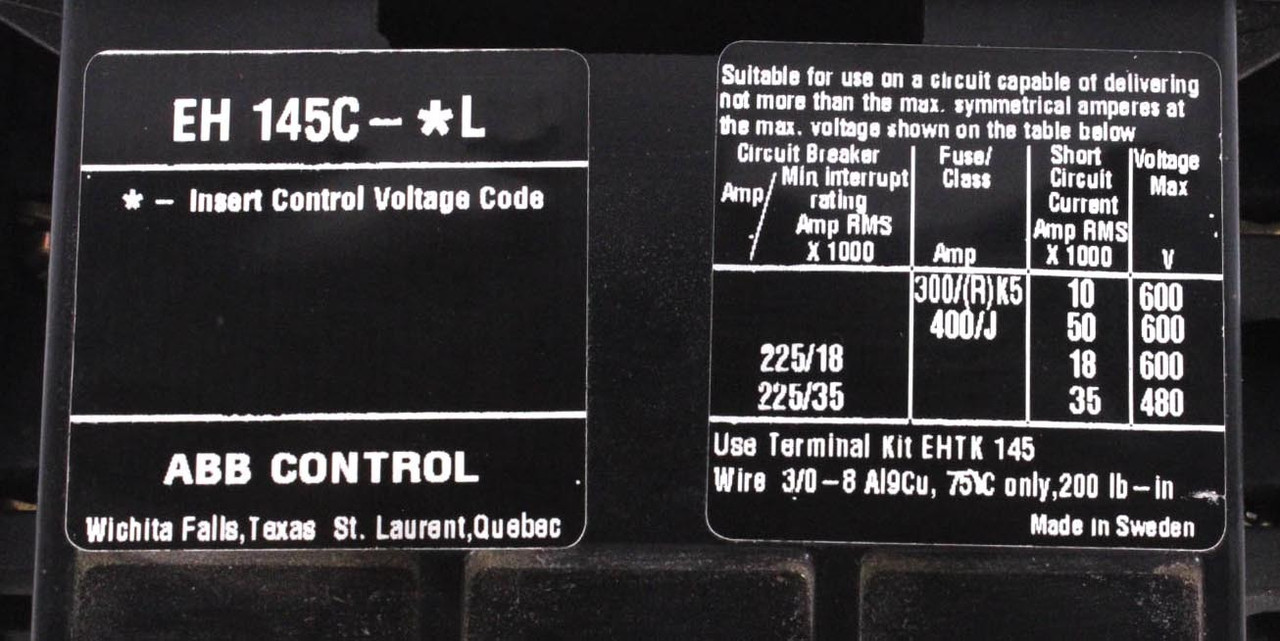 EH 145C - *L
* - Insert Control Voltage Code
ABB CONTROL
Wichita Falls, Texas St. Laurent, Quebec
Suitable for use on a circuit capable of delivering
not more than the max. symmetrical amperes at
the max. voltage shown on the table below
Circuit Breaker Fuse/ Short Voltage
Amp/ Min interrupt Class Circuit Max
rating Current
Amp RMS Amp RMS
X 1000 Amp X 1000 V
300/(R)K5 10 600
400/J 50 600
225/18 18 600
225/35 35 480
Use Terminal Kit EHTK 145
Wire 3/0-8 Al9Cu, 75°C only, 200 lb-in
Made in Sweden